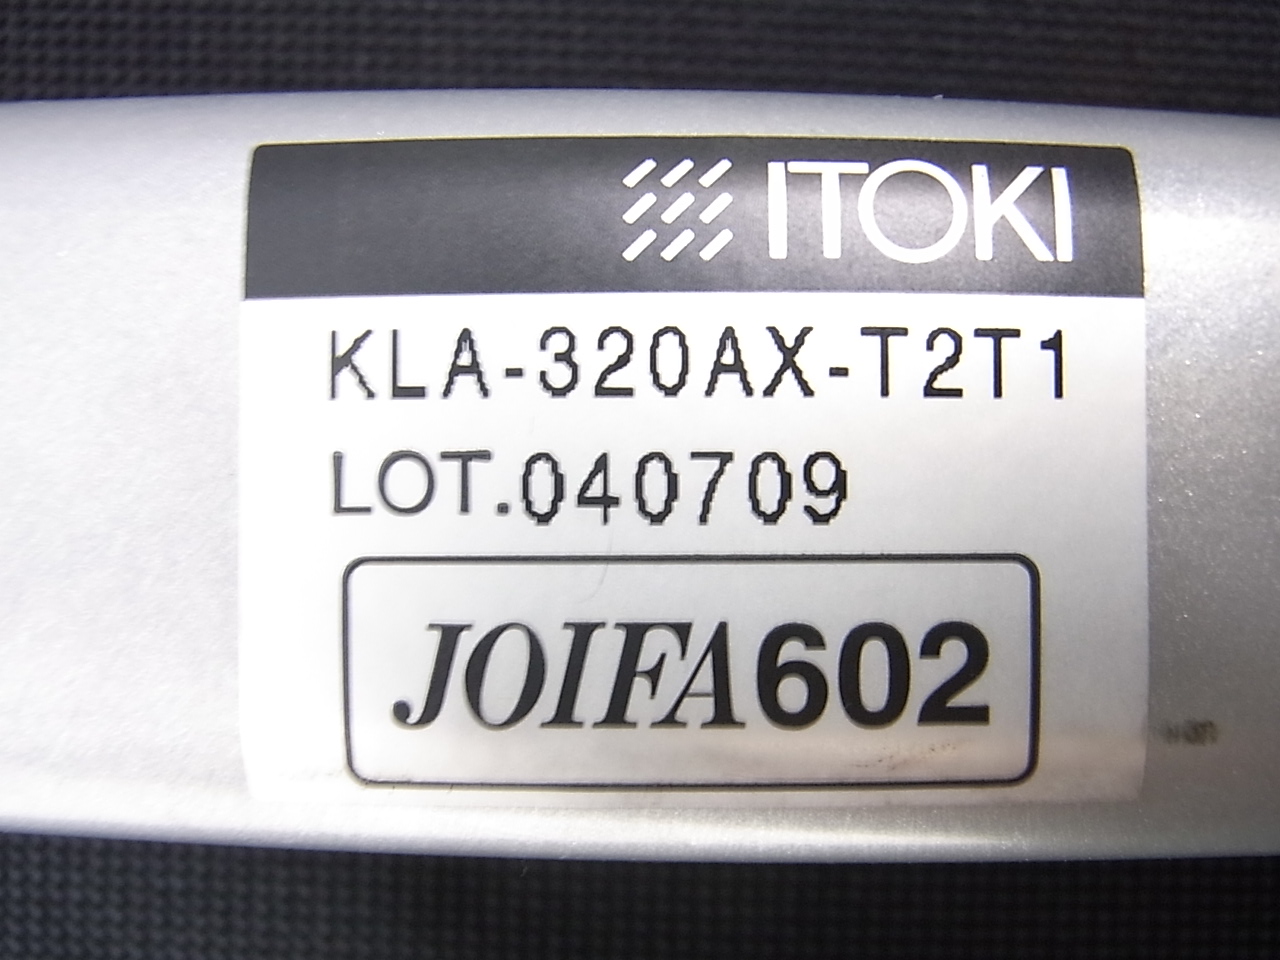 ITOKI
KLA-320AX-T2T1
LOT.040709
JOIFA602